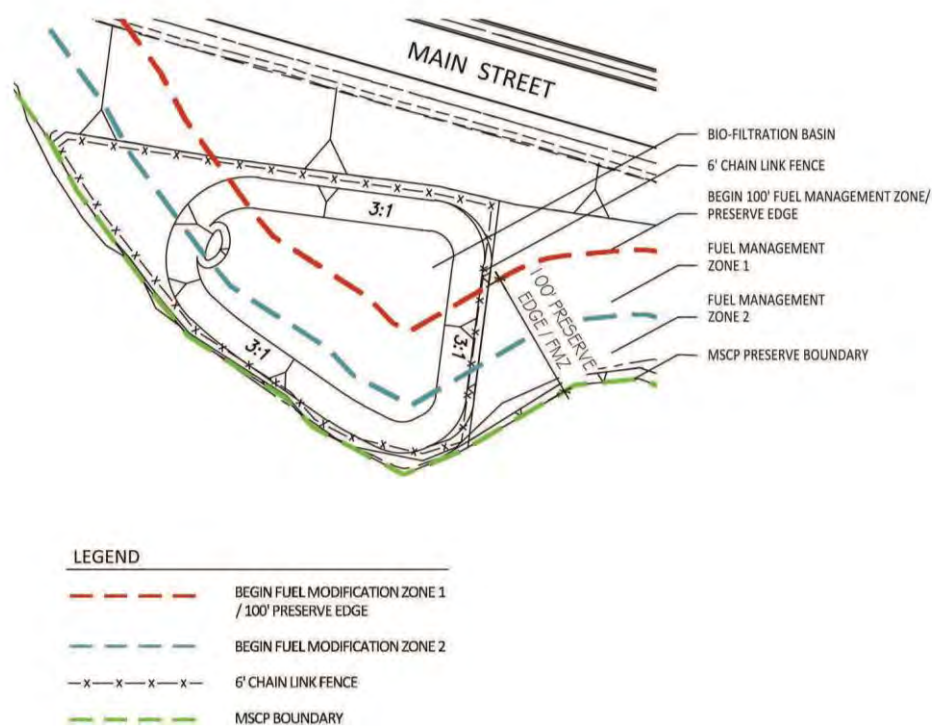 MAIN STREET
BIO-FILTRATION BASIN
6' CHAIN LINK FENCE
BEGIN 100' FUEL MANAGEMENT ZONE/
PRESERVE EDGE
FUEL MANAGEMENT
ZONE 1
FUEL MANAGEMENT
ZONE 2
MSCP PRESERVE BOUNDARY
3:1
3:1
3:1
100' PRESERVE
EDGE / FMZ
LEGEND
BEGIN FUEL MODIFICATION ZONE 1
/ 100' PRESERVE EDGE
BEGIN FUEL MODIFICATION ZONE 2
6' CHAIN LINK FENCE
MSCP BOUNDARY